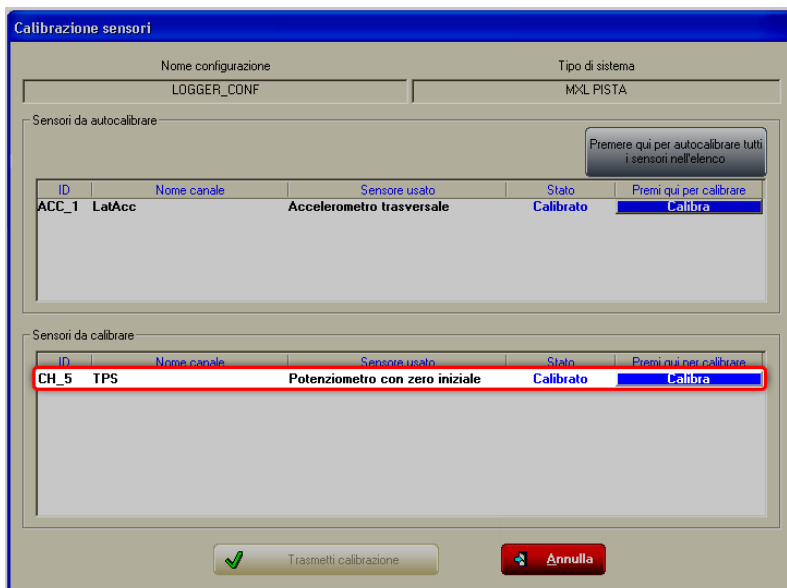 Calibrazione sensori
Nome configurazione Tipo di sistema
LOGGER_CONF MXL PISTA
Sensori da autocalibrare
Premere qui per autocalibrare tutti
i sensori nell'elenco
ID Nome canale Sensore usato Stato Premi qui per calibrare
ACC_1 LatAcc Accelerometro trasversale Calibrato Calibra
Sensori da calibrare
ID Nome canale Sensore usato Stato Premi qui per calibrare
CH_5 TPS Potenziometro con zero iniziale Calibrato Calibra
Trasmetti calibrazione Annulla